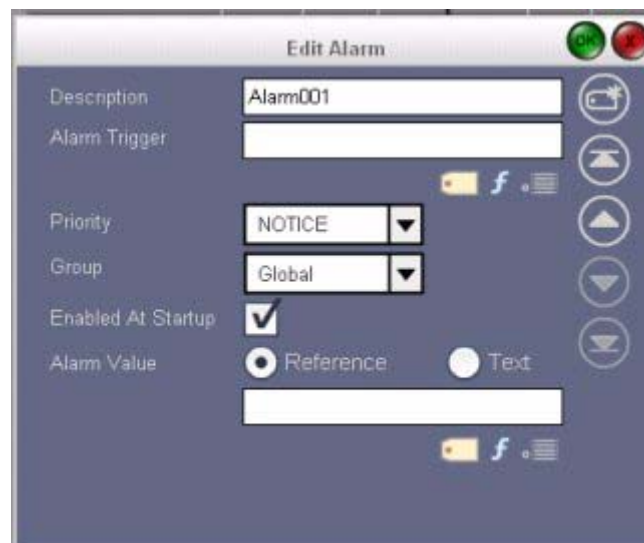 Edit Alarm
OK X
Description Alarm001
Alarm Trigger
f
Priority NOTICE
Group Global
Enabled At Startup
Alarm Value Reference Text
f